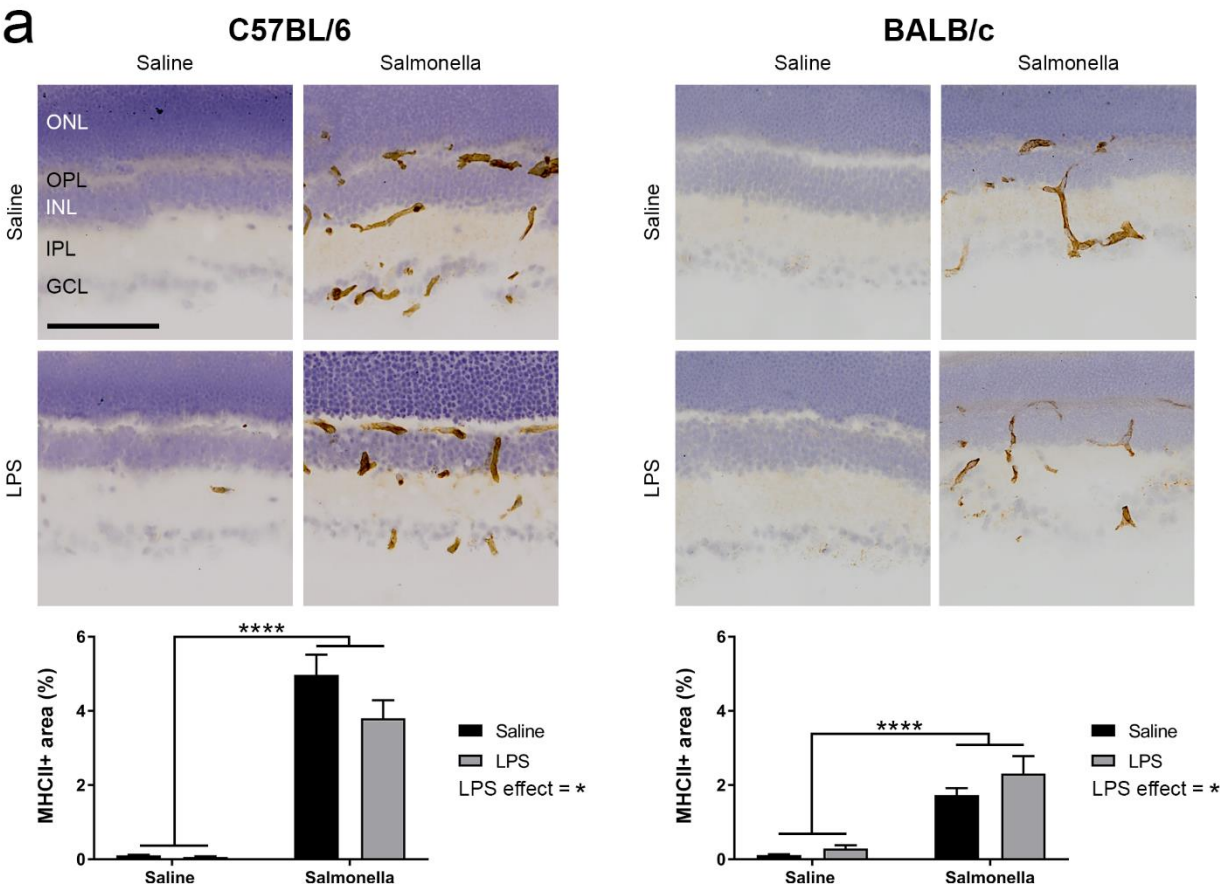 a
C57BL/6
BALB/c
Saline
Salmonella
Saline
Salmonella
Saline
ONL
OPL
INL
IPL
GCL
Saline
LPS
LPS
MHCII+ area (%)
6
4
2
0
****
Saline
Salmonella
Saline
LPS
LPS effect = *
MHCII+ area (%)
6
4
2
0
****
Saline
Salmonella
Saline
LPS
LPS effect = *